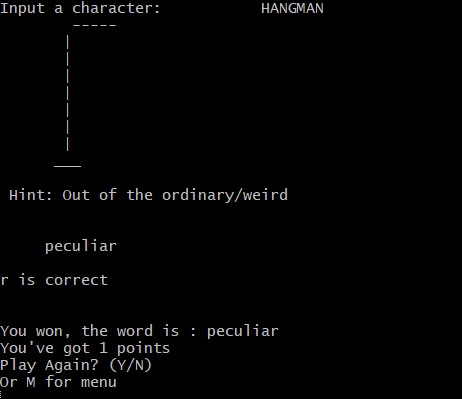 Input a character: HANGMAN
-----
|
|
|
|
|
|
|
___
Hint: Out of the ordinary/weird
peculiar
r is correct
You won, the word is : peculiar
You've got 1 points
Play Again? (Y/N)
Or M for menu